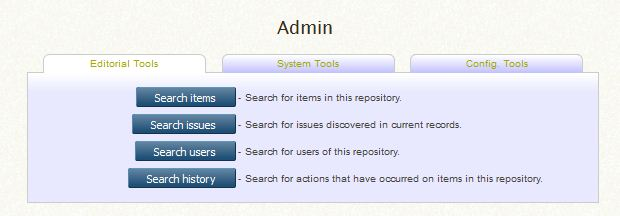 Admin
Editorial Tools System Tools Config. Tools
Search items - Search for items in this repository.
Search issues - Search for issues discovered in current records.
Search users - Search for users of this repository.
Search history - Search for actions that have occurred on items in this repository.